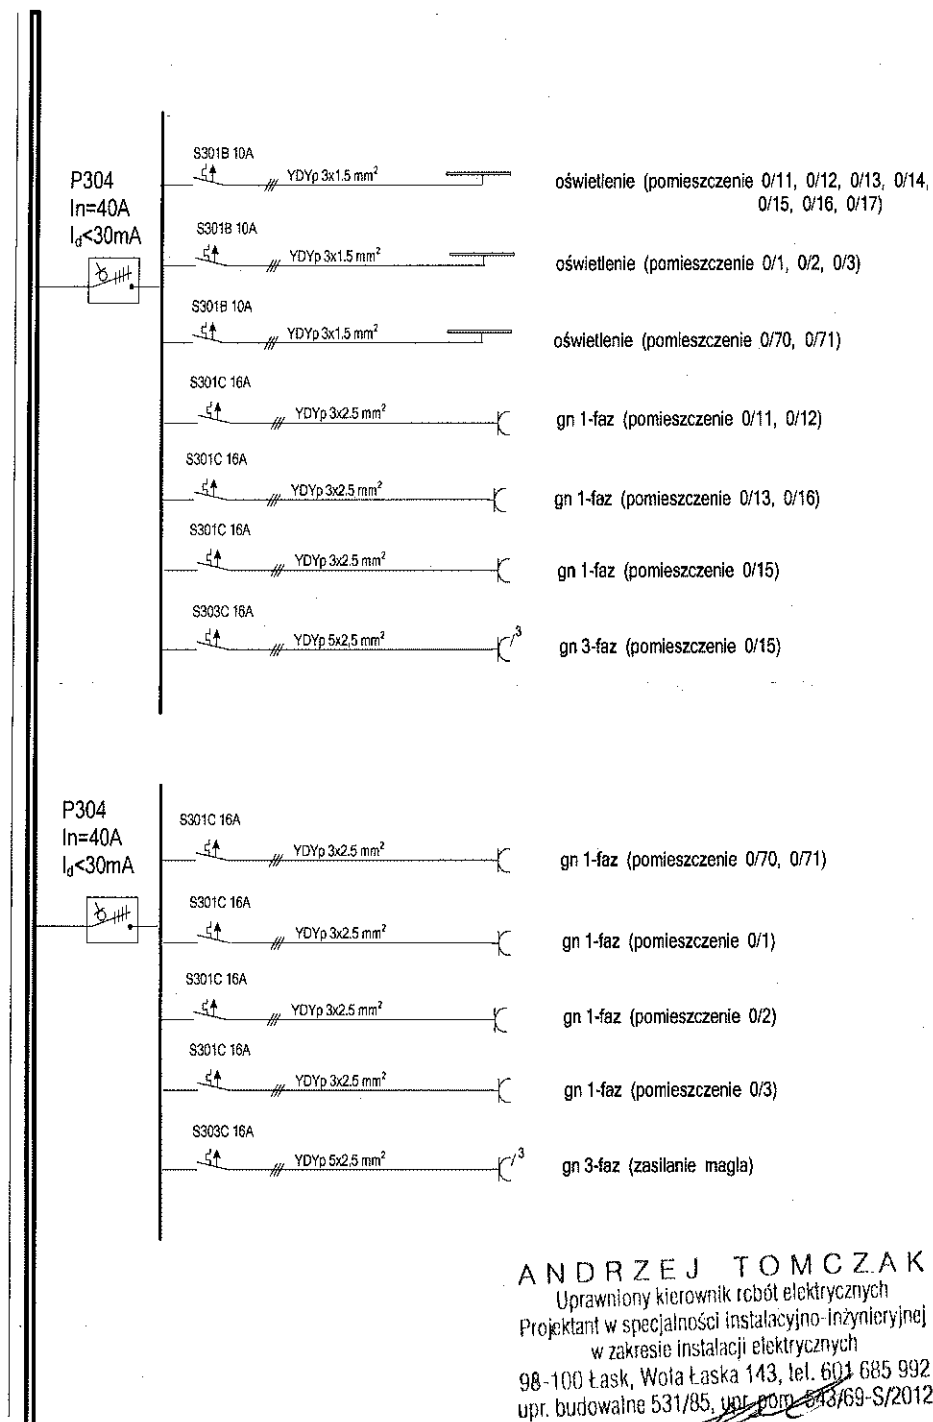 S301B 10A
P304
In=40A
Id<30mA
YDYp 3x1.5 mm²
oświetlenie (pomieszczenie 0/11, 0/12, 0/13, 0/14,
0/15, 0/16, 0/17)
S301B 10A
YDYp 3x1.5 mm²
oświetlenie (pomieszczenie 0/1, 0/2, 0/3)
S301B 10A
YDYp 3x1.5 mm²
oświetlenie (pomieszczenie 0/70, 0/71)
S301C 16A
YDYp 3x2.5 mm²
gn 1-faz (pomieszczenie 0/11, 0/12)
S301C 16A
YDYp 3x2.5 mm²
gn 1-faz (pomieszczenie 0/13, 0/16)
S301C 16A
YDYp 3x2.5 mm²
gn 1-faz (pomieszczenie 0/15)
S303C 16A
YDYp 5x2,5 mm²
3
gn 3-faz (pomieszczenie 0/15)
P304
In=40A
Id<30mA
S301C 16A
YDYp 3x2.5 mm²
gn 1-faz (pomieszczenie 0/70, 0/71)
S301C 16A
YDYp 3x2.5 mm²
gn 1-faz (pomieszczenie 0/1)
S301C 16A
YDYp 3x2.5 mm²
gn 1-faz (pomieszczenie 0/2)
S301C 16A
YDYp 3x2.5 mm²
gn 1-faz (pomieszczenie 0/3)
S303C 16A
YDYp 5x2,5 mm²
3
gn 3-faz (zasilanie magla)
ANDRZEJ TOMCZAK
Uprawniony kierownik robót elektrycznych
Projektant w specjalności instalacyjno-inżynieryjnej
w zakresie instalacji elektrycznych
98-100 Łask, Wola Łaska 143, tel. 601 685 992
upr. budowalne 531/85, upr. pom. 543/69-S/2012